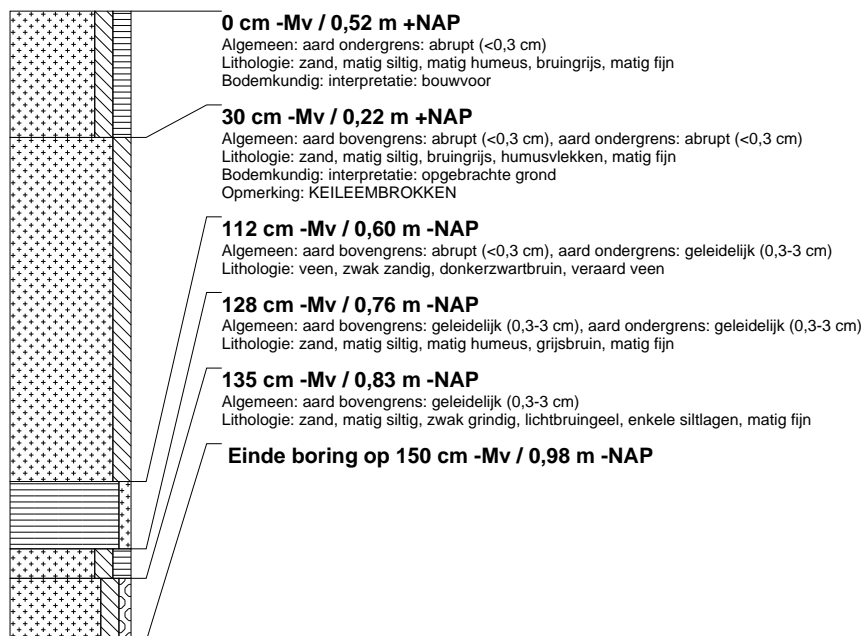 0 cm -Mv / 0,52 m +NAP
Algemeen: aard ondergrens: abrupt (<0,3 cm)
Lithologie: zand, matig siltig, matig humeus, bruingrijs, matig fijn
Bodemkundig: interpretatie: bouwvoor
30 cm -Mv / 0,22 m +NAP
Algemeen: aard bovengrens: abrupt (<0,3 cm), aard ondergrens: abrupt (<0,3 cm)
Lithologie: zand, matig siltig, bruingrijs, humusvlekken, matig fijn
Bodemkundig: interpretatie: opgebrachte grond
Opmerking: KEILEEMBROKKEN
112 cm -Mv / 0,60 m -NAP
Algemeen: aard bovengrens: abrupt (<0,3 cm), aard ondergrens: geleidelijk (0,3-3 cm)
Lithologie: veen, zwak zandig, donkerzwartbruin, veraard veen
128 cm -Mv / 0,76 m -NAP
Algemeen: aard bovengrens: geleidelijk (0,3-3 cm), aard ondergrens: geleidelijk (0,3-3 cm)
Lithologie: zand, matig siltig, matig humeus, grijsbruin, matig fijn
135 cm -Mv / 0,83 m -NAP
Algemeen: aard bovengrens: geleidelijk (0,3-3 cm)
Lithologie: zand, matig siltig, zwak grindig, lichtbruingeel, enkele siltlagen, matig fijn
Einde boring op 150 cm -Mv / 0,98 m -NAP